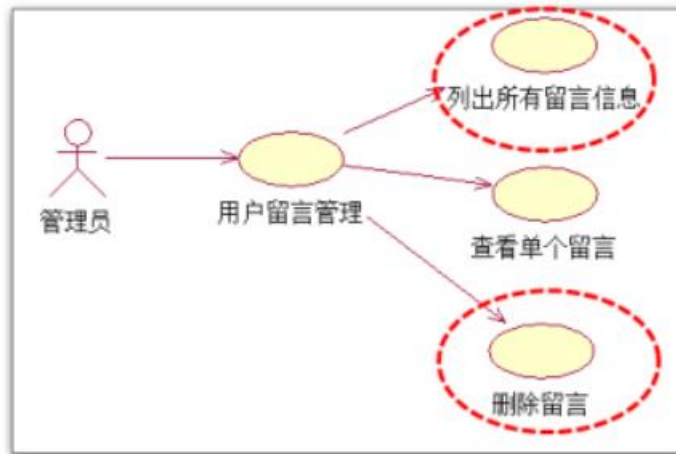 列出所有留言信息
管理员
用户留言管理
查看单个留言
删除留言